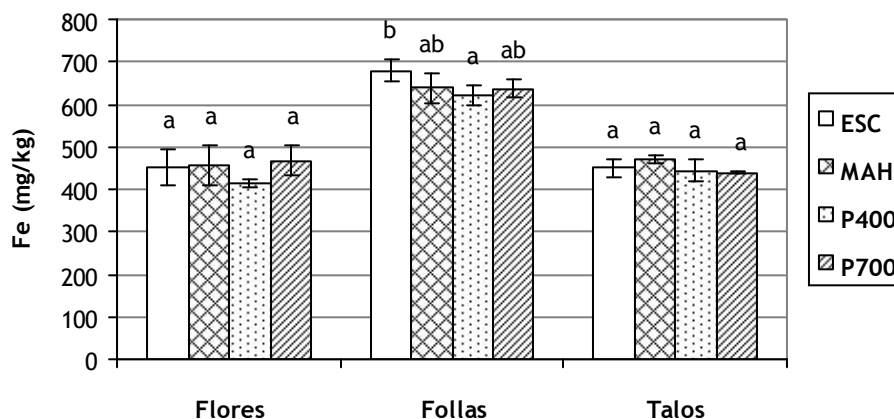 800
700
600
500
400
300
200
100
0
Fe (mg/kg)
a a a a
b ab a ab
a a a a
Flores Follas Talos
ESC
MAH
P400
P700